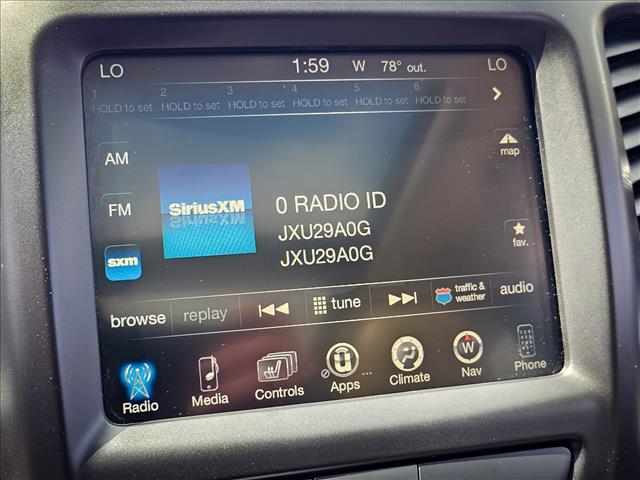 LO 1:59 W 78° out. LO
1 2 3 4 5 6
HOLD to set HOLD to set HOLD to set HOLD to set HOLD to set HOLD to set
AM
map
FM
SiriusXM
0 RADIO ID
JXU29A0G
JXU29A0G
fav.
sxm
browse replay tune traffic & weather audio
Radio Media Controls Apps ... Climate Nav Phone
U
W